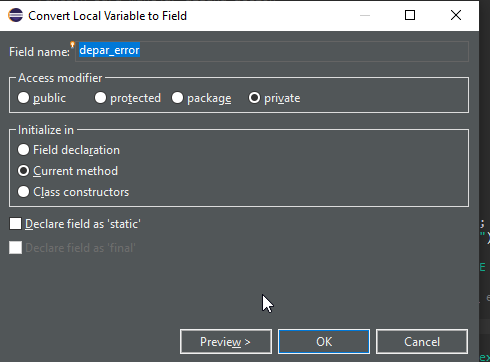 Convert Local Variable to Field
Field name: depar_error
Access modifier
public protected package private
Initialize in
Field declaration
Current method
Class constructors
Declare field as 'static'
Declare field as 'final'
Preview > OK Cancel